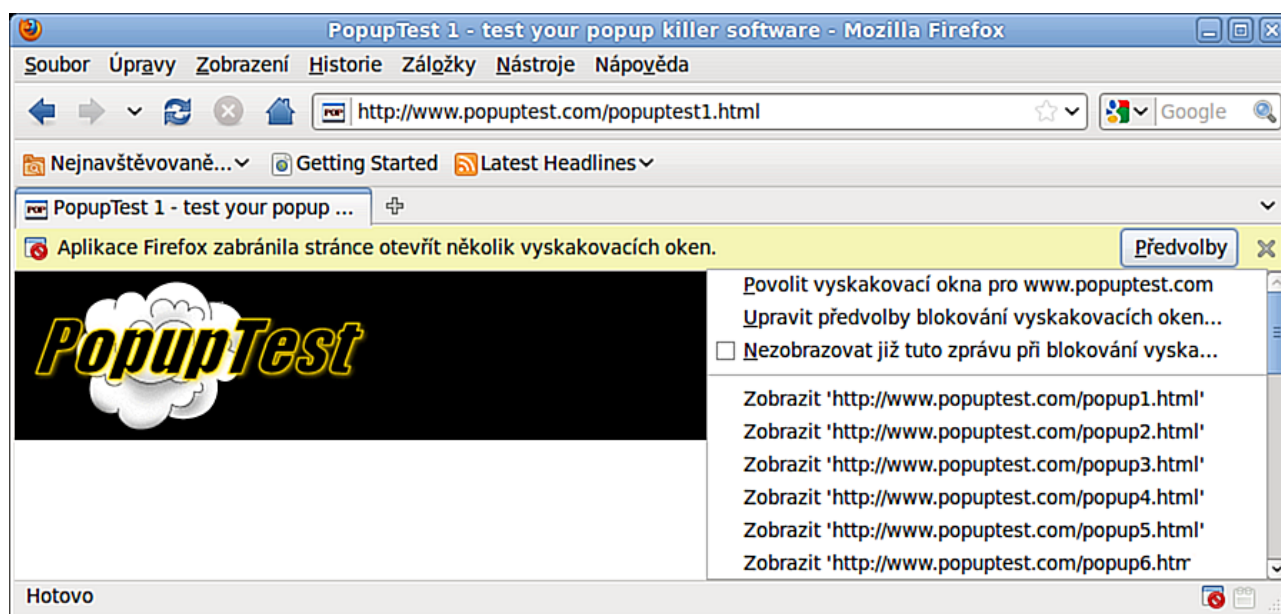 PopupTest 1 - test your popup killer software - Mozilla Firefox
Soubor Úpravy Zobrazení Historie Záložky Nástroje Nápověda
http://www.popuptest.com/popuptest1.html Google
Nejnavštěvovaně... Getting Started Latest Headlines
PopupTest 1 - test your popup ...
Aplikace Firefox zabránila stránce otevřít několik vyskakovacích oken. Předvolby
PopupTest
Povolit vyskakovací okna pro www.popuptest.com
Upravit předvolby blokování vyskakovacích oken...
Nezobrazovat již tuto zprávu při blokování vyska...
Zobrazit 'http://www.popuptest.com/popup1.html'
Zobrazit 'http://www.popuptest.com/popup2.html'
Zobrazit 'http://www.popuptest.com/popup3.html'
Zobrazit 'http://www.popuptest.com/popup4.html'
Zobrazit 'http://www.popuptest.com/popup5.html'
Zobrazit 'http://www.popuptest.com/popup6.htm
Hotovo